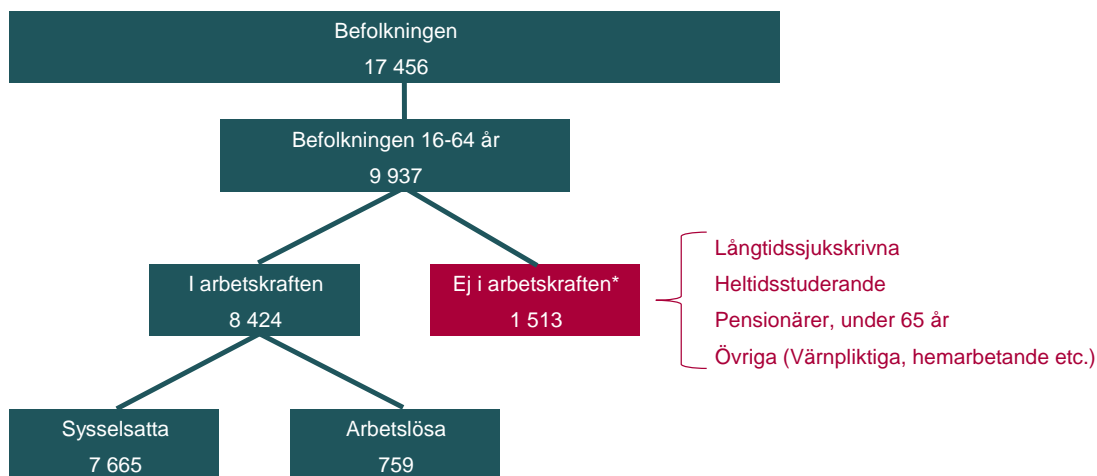 Befolkningen
17 456
Befolkningen 16-64 år
9 937
I arbetskraften
8 424
Ej i arbetskraften*
1 513
Långtidssjukskrivna
Heltidsstuderande
Pensionärer, under 65 år
Övriga (Värnpliktiga, hemarbetande etc.)
Sysselsatta
7 665
Arbetslösa
759